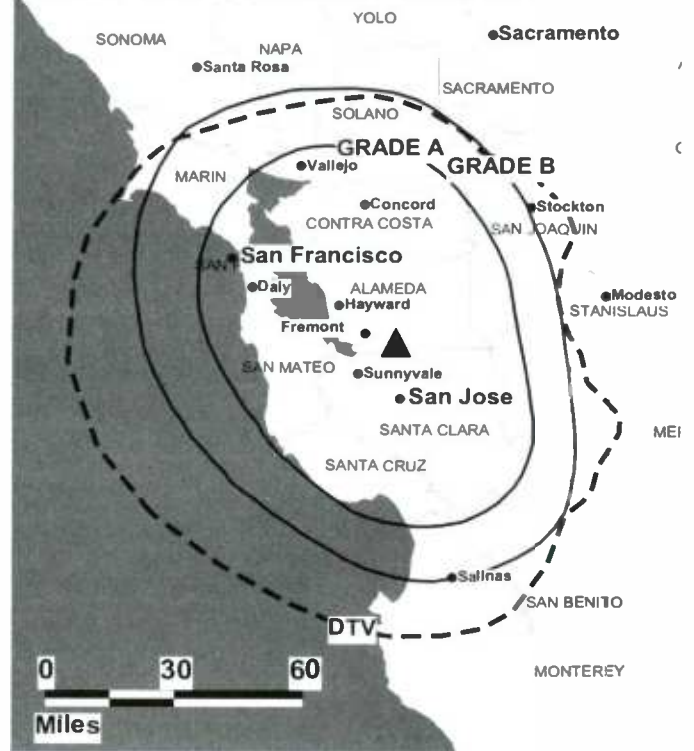 YOLO
SONOMA
NAPA
Sacramento
Santa Rosa
SACRAMENTO
SOLANO
GRADE A
GRADE B
Vallejo
MARIN
Concord
Stockton
CONTRA COSTA
SAN JOAQUIN
San Francisco
SAN
Daly
ALAMEDA
Hayward
Modesto
STANISLAUS
Fremont
SAN MATEO
Sunnyvale
San Jose
SANTA CLARA
MER
SANTA CRUZ
Salinas
SAN BENITO
DTV
MONTEREY
0 30 60
Miles